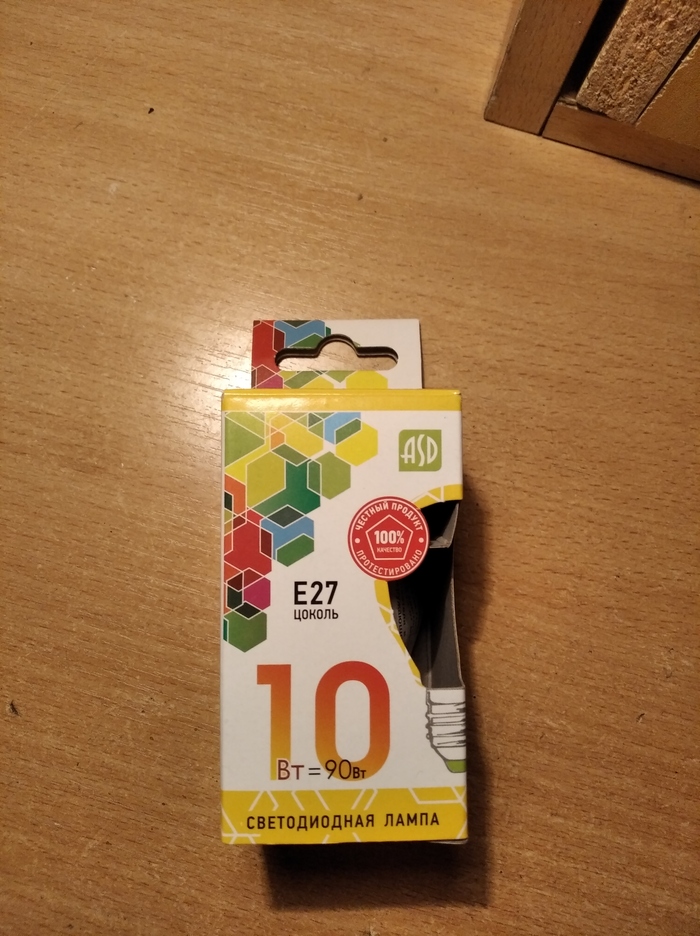 ASD
ЧЕСТНЫЙ ПРОДУКТ
100%
КАЧЕСТВО
ПРОТЕСТИРОВАНО
E27
ЦОКОЛЬ
10
Вт=90Вт
СВЕТОДИОДНАЯ ЛАМПА